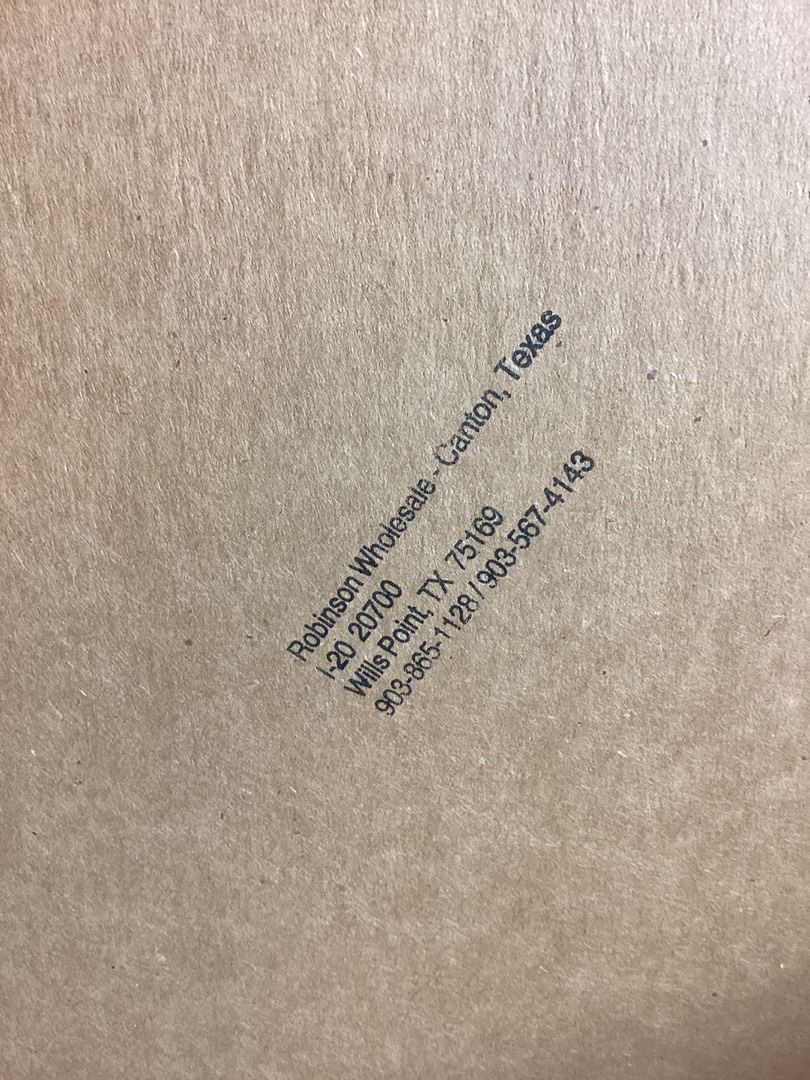 Robinson Wholesale - Canton, Texas
I-20 20700
Wills Point, TX 75169
903-865-1128 / 903-567-4143